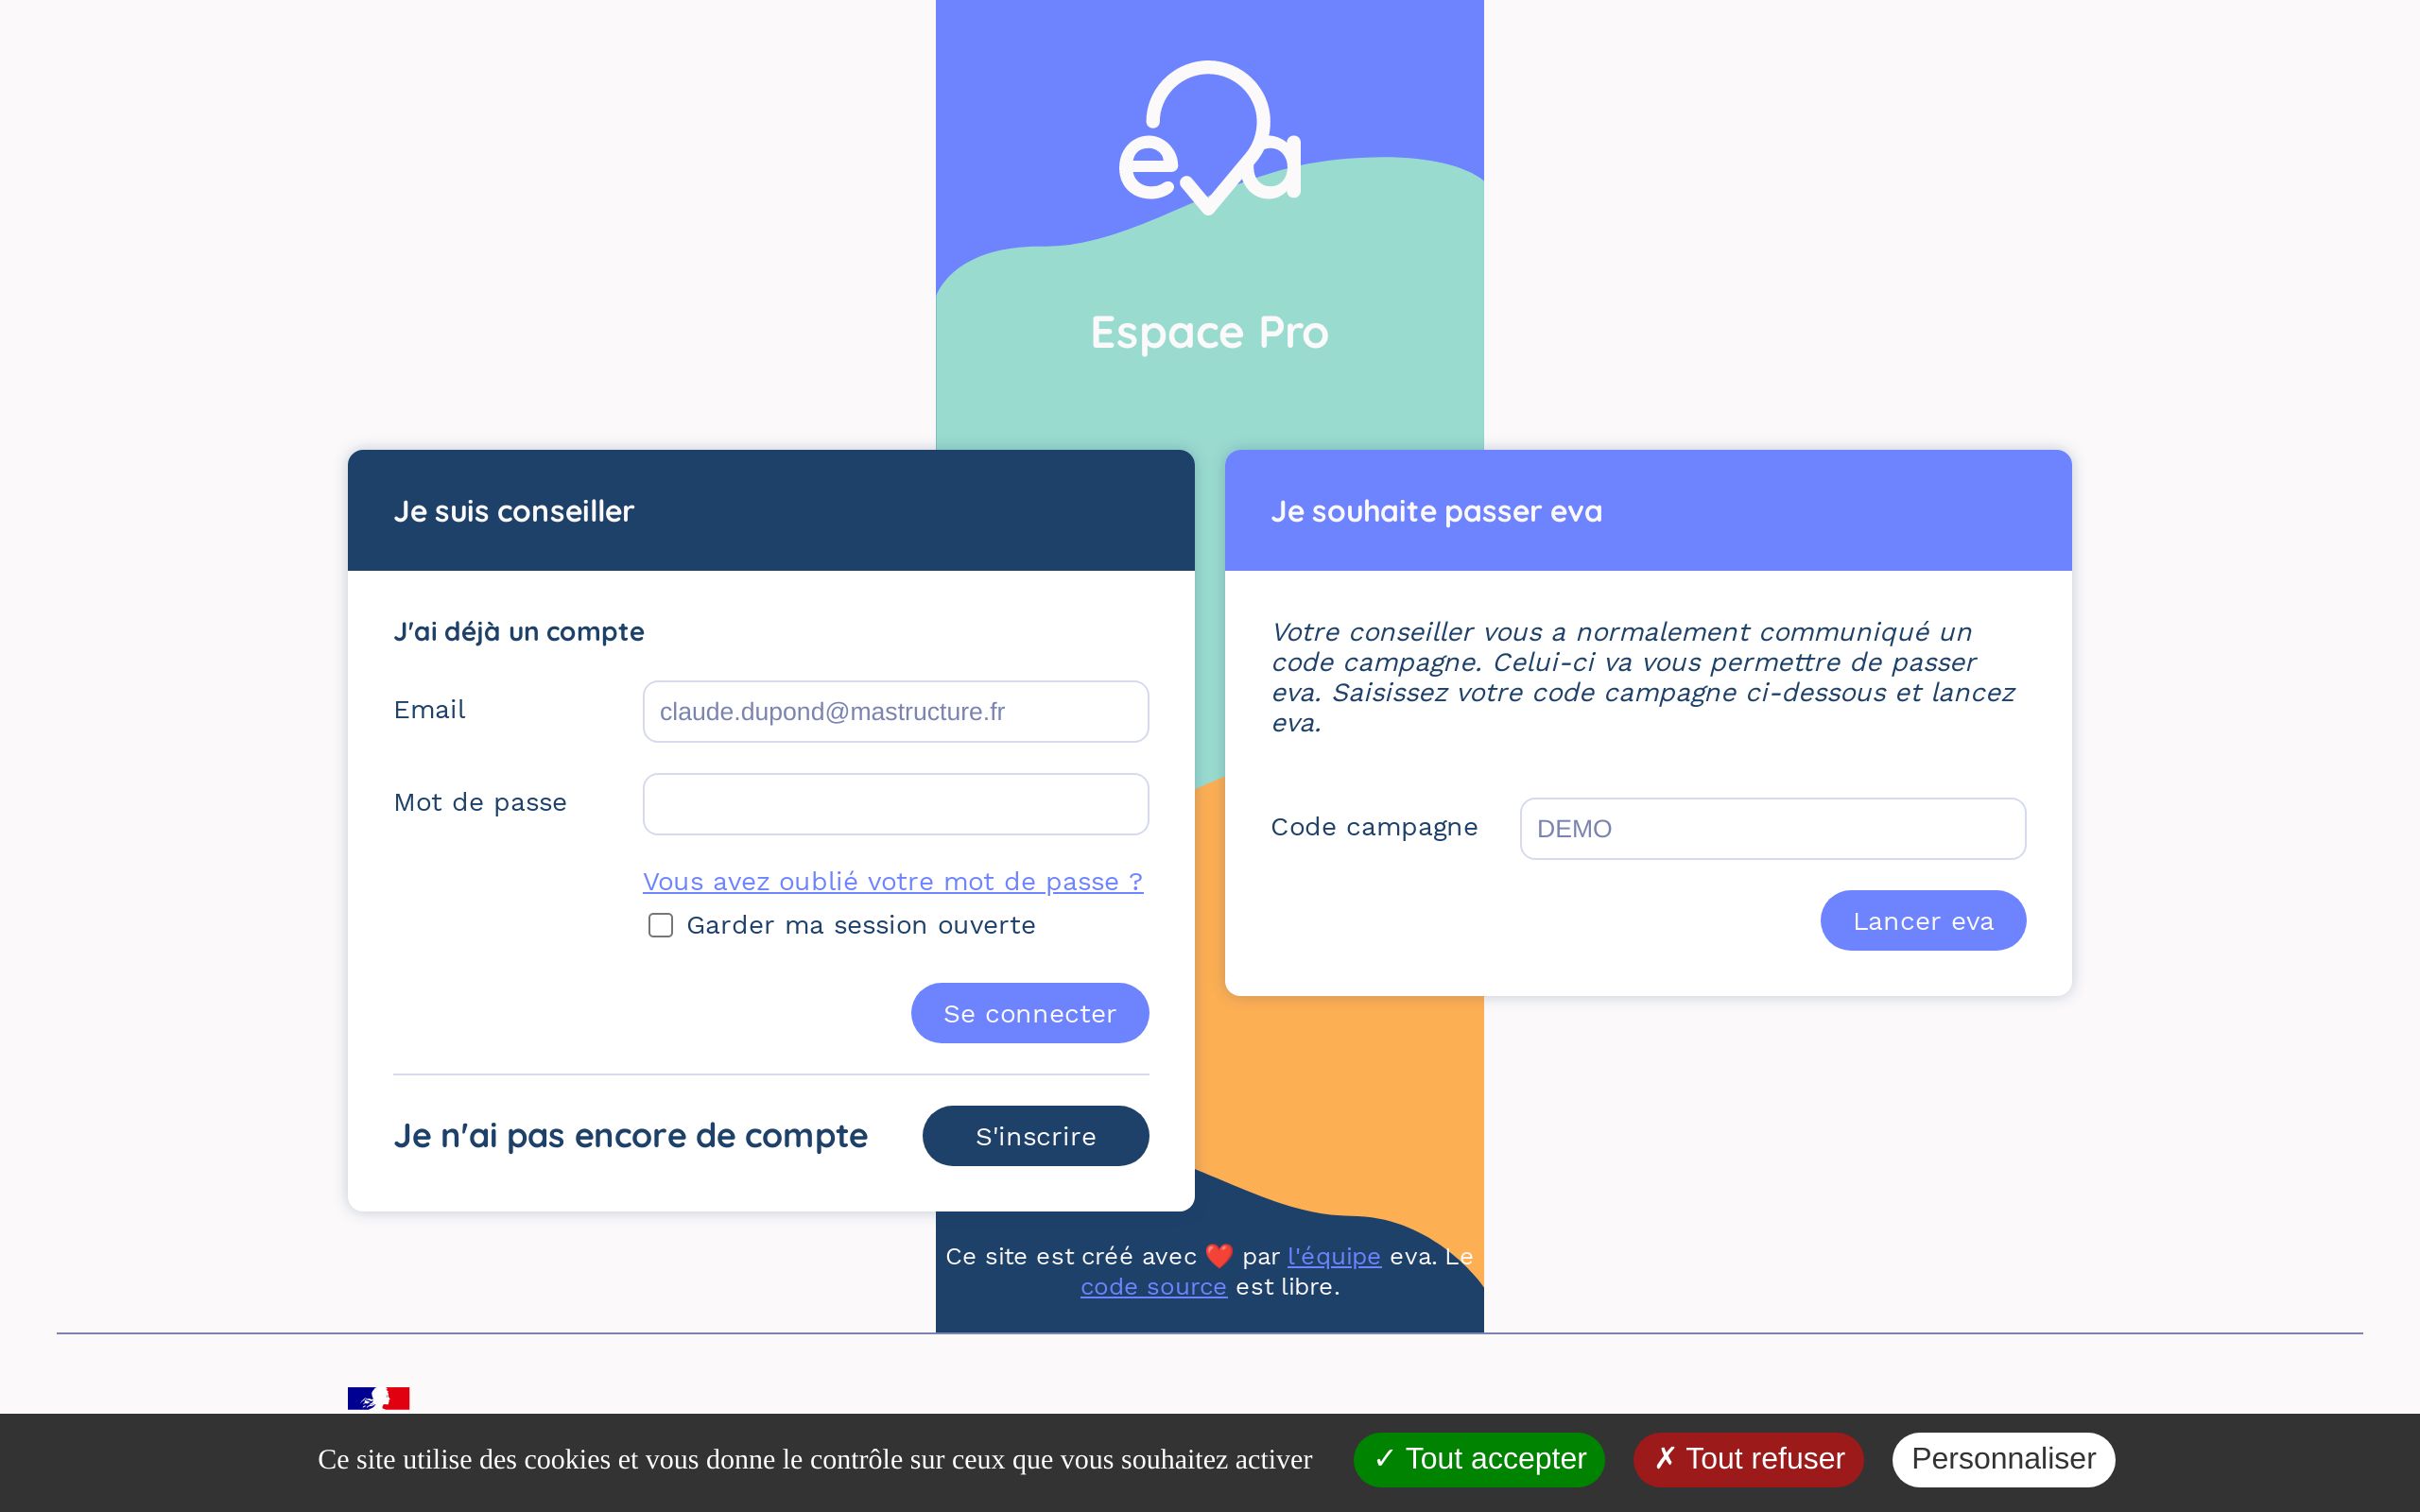 eva
Espace Pro
Je suis conseiller
J'ai déjà un compte
Email
claude.dupond@mastructure.fr
Mot de passe
Vous avez oublié votre mot de passe ?
Garder ma session ouverte
Se connecter
Je n'ai pas encore de compte
S'inscrire
Je souhaite passer eva
Votre conseiller vous a normalement communiqué un
code campagne. Celui-ci va vous permettre de passer
eva. Saisissez votre code campagne ci-dessous et lancez
eva.
Code campagne
DEMO
Lancer eva
Ce site est créé avec ❤️ par l'équipe eva. Le
code source est libre.
Ce site utilise des cookies et vous donne le contrôle sur ceux que vous souhaitez activer
✓ Tout accepter
✗ Tout refuser
Personnaliser